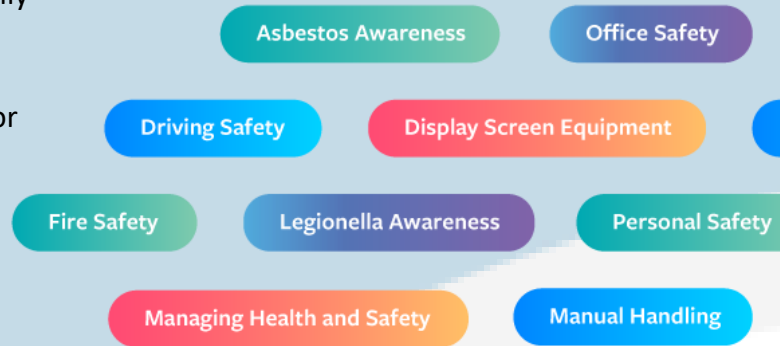 Asbestos Awareness
Office Safety
Driving Safety
Display Screen Equipment
Fire Safety
Legionella Awareness
Personal Safety
Managing Health and Safety
Manual Handling